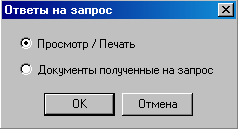 Ответы на запрос
Просмотр / Печать
Документы полученные на запрос
OK
Отмена